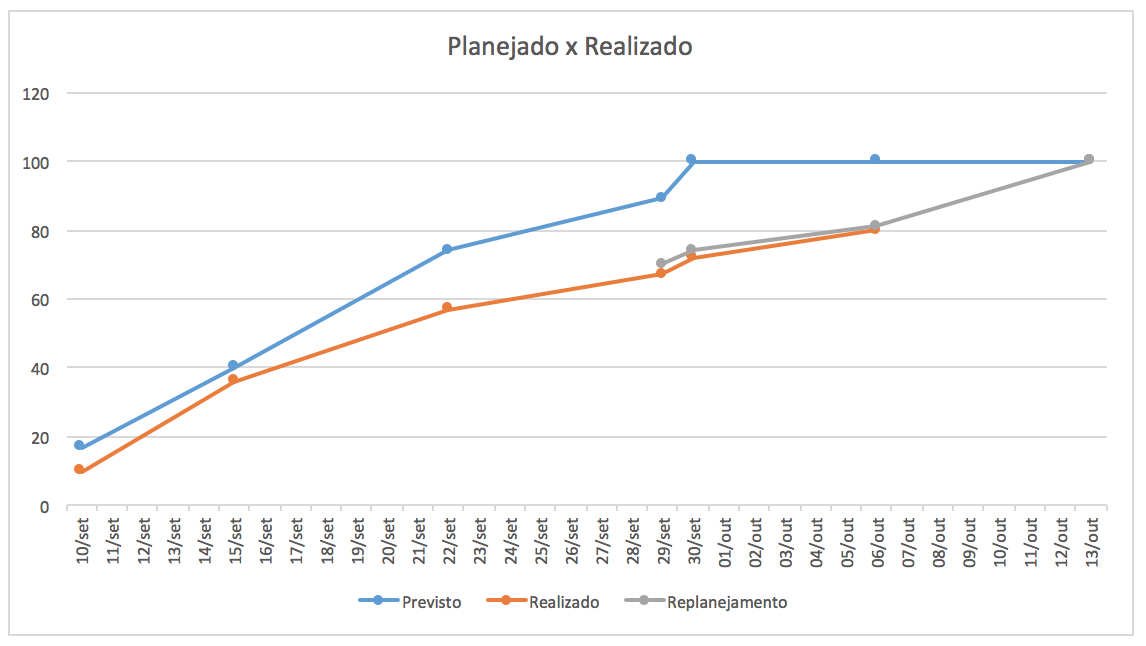 Planejado x Realizado
120
100
80
60
40
20
0
10/set
11/set
12/set
13/set
14/set
15/set
16/set
17/set
18/set
19/set
20/set
21/set
22/set
23/set
24/set
25/set
26/set
27/set
28/set
29/set
30/set
01/out
02/out
03/out
04/out
05/out
06/out
07/out
08/out
09/out
10/out
11/out
12/out
13/out
Previsto Realizado Replanejamento